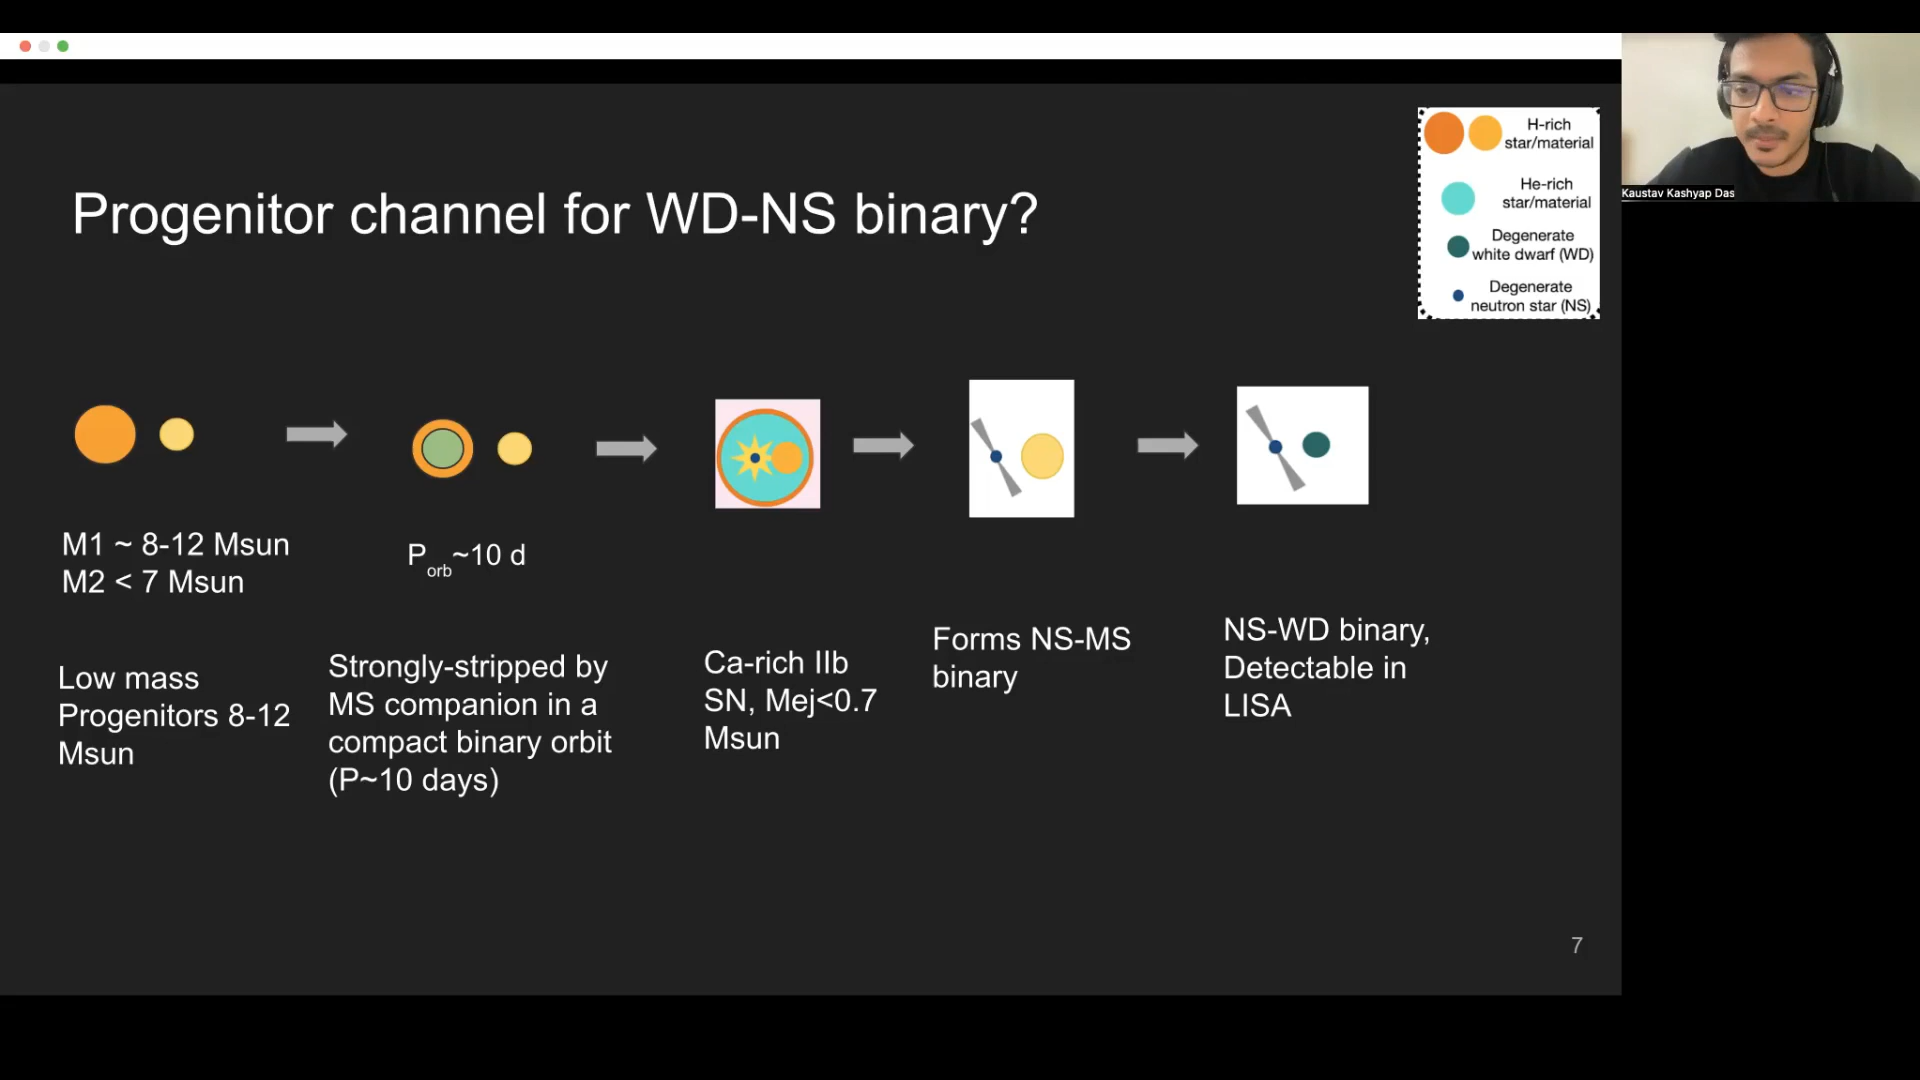 Progenitor channel for WD-NS binary?
H-rich
star/material
He-rich
star/material
Degenerate
white dwarf (WD)
Degenerate
neutron star (NS)
Kaustav Kashyap Das
M1 ~ 8-12 Msun
M2 < 7 Msun
Low mass
Progenitors 8-12
Msun
Porb~10 d
Strongly-stripped by
MS companion in a
compact binary orbit
(P~10 days)
Ca-rich IIb
SN, Mej<0.7
Msun
Forms NS-MS
binary
NS-WD binary,
Detectable in
LISA
7